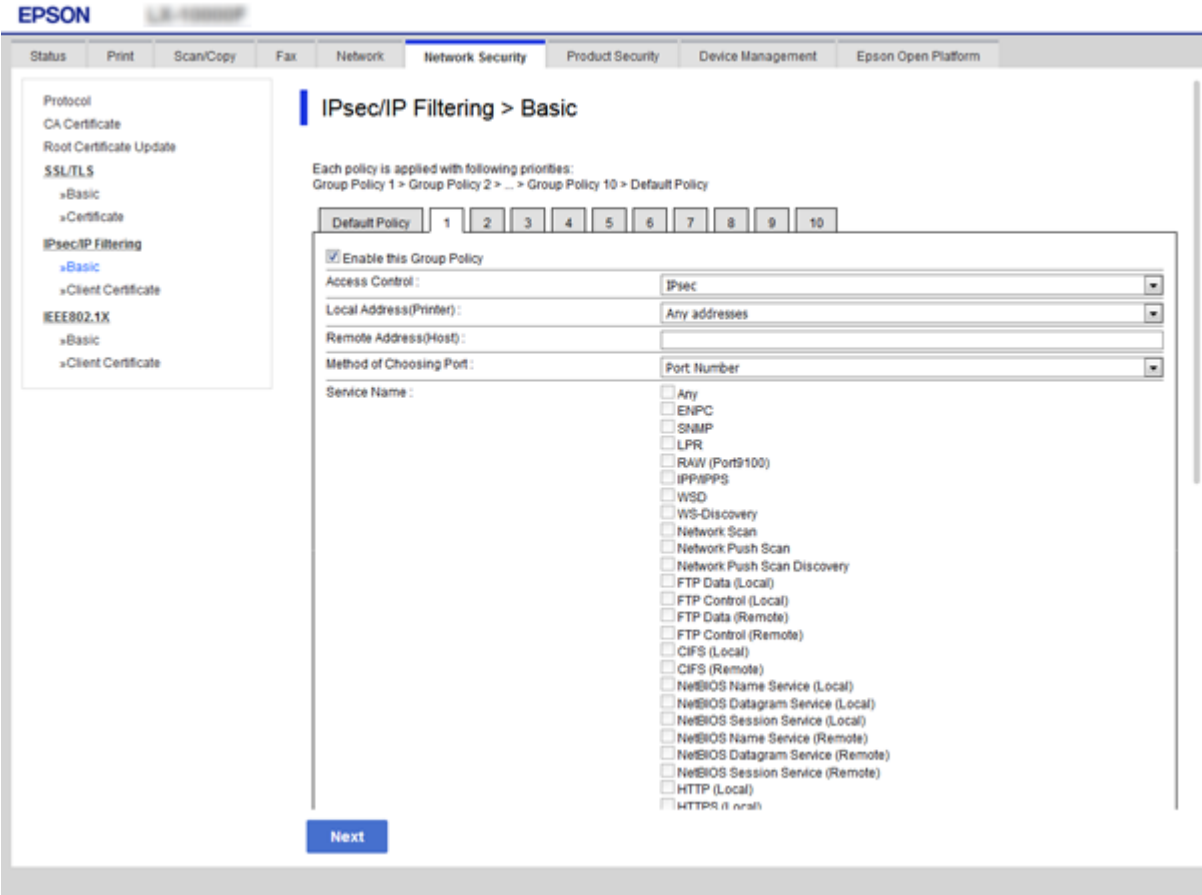 EPSON
Status Print Scan/Copy Fax Network Network Security Product Security Device Management Epson Open Platform
Protocol
CA Certificate
Root Certificate Update
SSL/TLS
»Basic
»Certificate
IPsec/IP Filtering
»Basic
»Client Certificate
IEEE802.1X
»Basic
»Client Certificate
IPsec/IP Filtering > Basic
Each policy is applied with following priorities:
Group Policy 1 > Group Policy 2 > ... > Group Policy 10 > Default Policy
Default Policy 1 2 3 4 5 6 7 8 9 10
Enable this Group Policy
Access Control : IPsec
Local Address(Printer) : Any addresses
Remote Address(Host) :
Method of Choosing Port : Port Number
Service Name : Any
ENPC
SNMP
LPR
RAW (Port9100)
IPP/IPPS
WSD
WS-Discovery
Network Scan
Network Push Scan
Network Push Scan Discovery
FTP Data (Local)
FTP Control (Local)
FTP Data (Remote)
FTP Control (Remote)
CIFS (Local)
CIFS (Remote)
NetBIOS Name Service (Local)
NetBIOS Datagram Service (Local)
NetBIOS Session Service (Local)
NetBIOS Name Service (Remote)
NetBIOS Datagram Service (Remote)
NetBIOS Session Service (Remote)
HTTP (Local)
HTTPS (Local)
Next